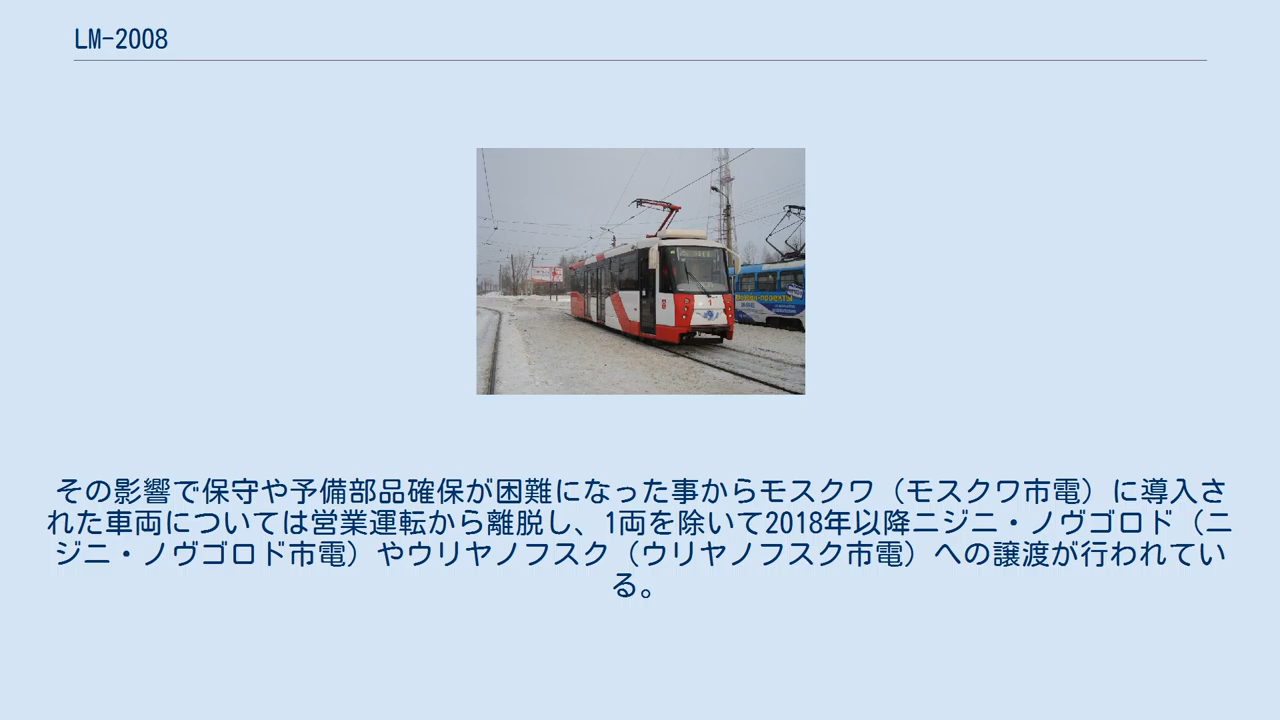 LM-2008
その影響で保守や予備部品確保が困難になった事からモスクワ（モスクワ市電）に導入さ
れた車両については営業運転から離脱し、1両を除いて2018年以降ニジニ・ノヴゴロド（ニ
ジニ・ノヴゴロド市電）やウリヤノフスク（ウリヤノフスク市電）への譲渡が行われてい
る。